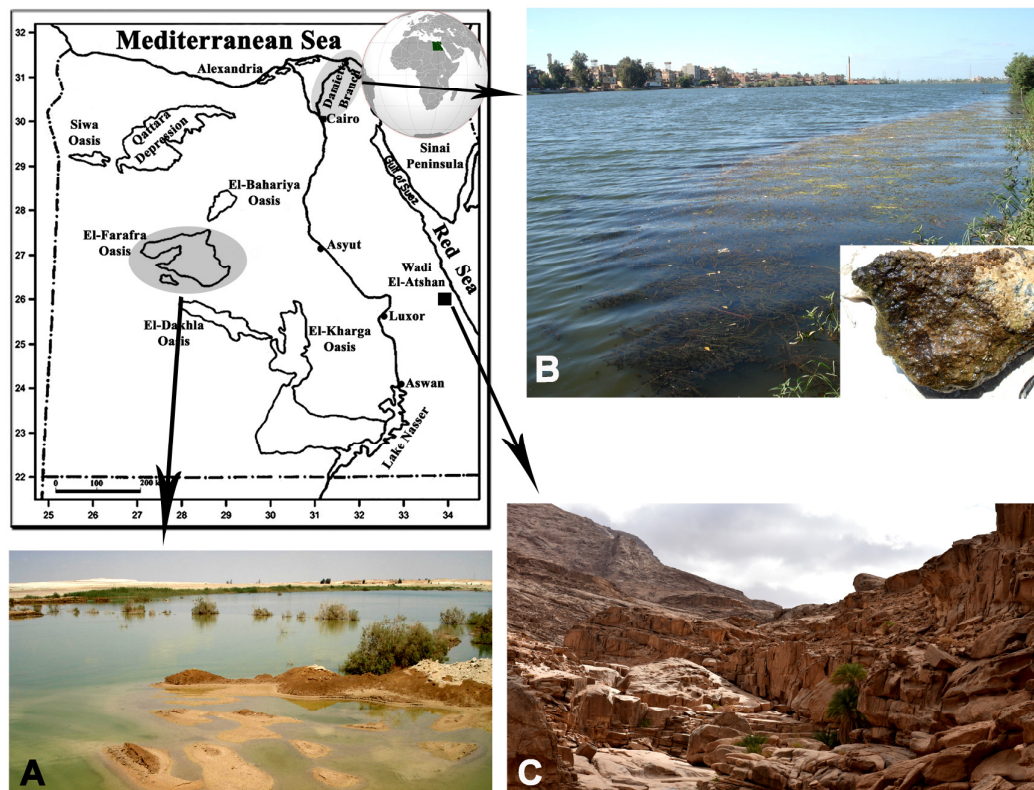 Mediterranean Sea
32
31
30
29
28
27
26
25
24
23
22
Alexandria
Damietta
Branch
Cairo
Siwa
Oasis
Qattara
Depression
Sinai
Peninsula
Gulf of Suez
El-Bahariya
Oasis
Red Sea
El-Farafra
Oasis
Asyut
Wadi
El-Atshan
El-Dakhla
Oasis
El-Kharga
Oasis
Luxor
Aswan
Lake Nasser
0 100 200
25 26 27 28 29 30 31 32 33 34
B
A
C